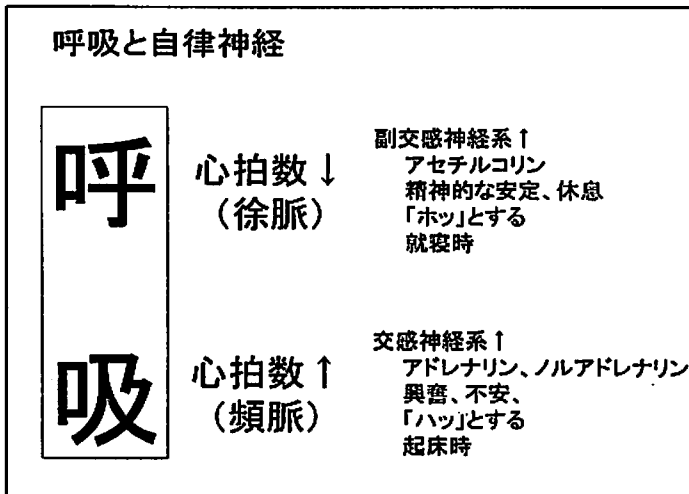 呼吸と自律神経
呼
心拍数↓
(徐脈)
副交感神経系↑
アセチルコリン
精神的な安定、休息
「ホッ」とする
就寝時
吸
心拍数↑
(頻脈)
交感神経系↑
アドレナリン、ノルアドレナリン
興奮、不安、
「ハッ」とする
起床時